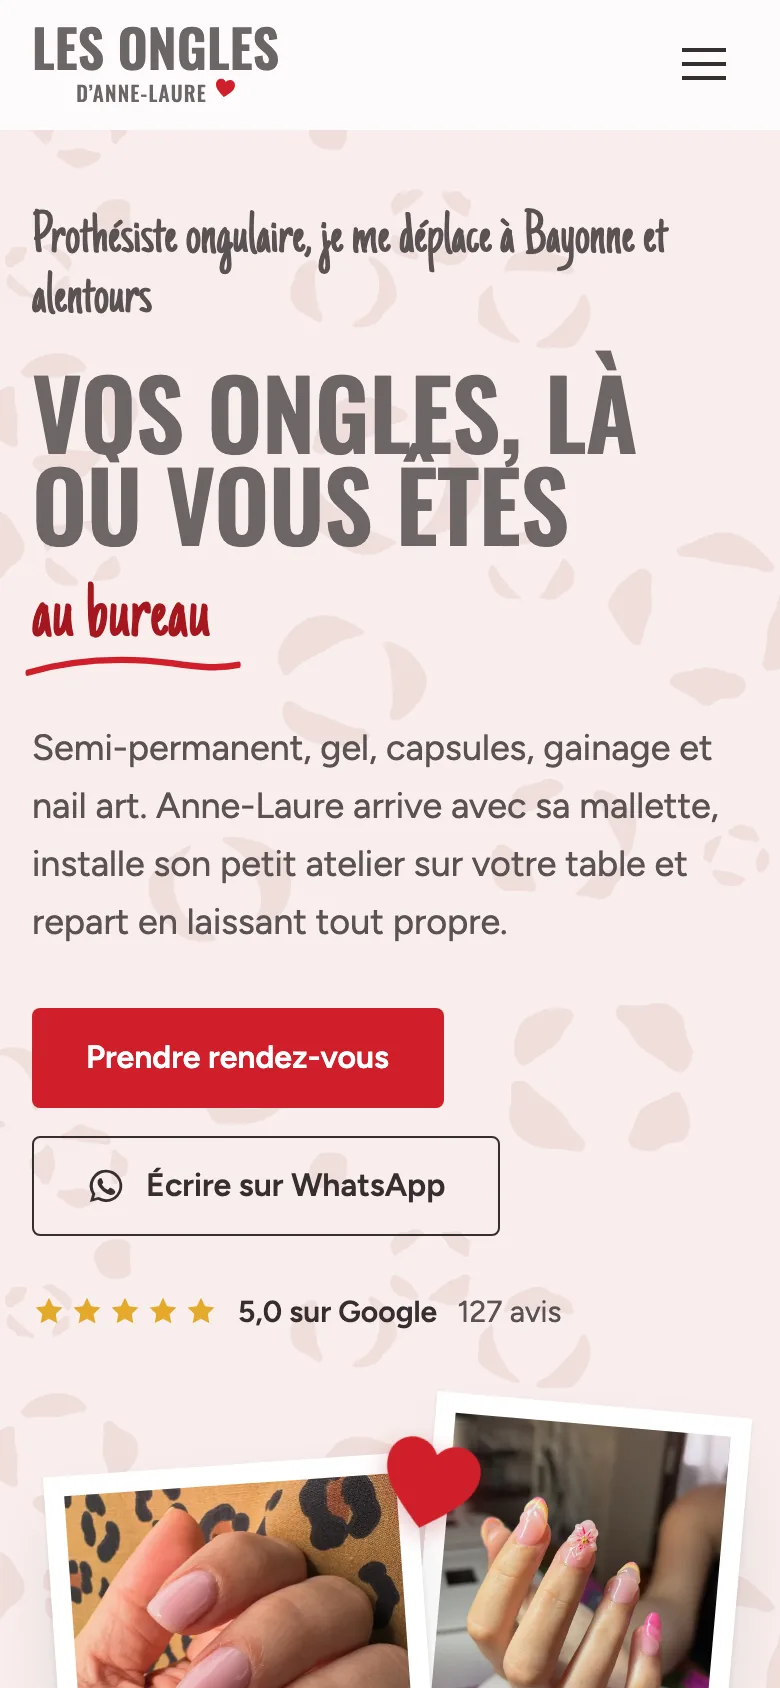 LES ONGLES
D'ANNE-LAURE
Prothésiste ongulaire, je me déplace à Bayonne et
alentours
VOS ONGLES, LÀ
OÙ VOUS ÊTES
au bureau
Semi-permanent, gel, capsules, gainage et
nail art. Anne-Laure arrive avec sa mallette,
installe son petit atelier sur votre table et
repart en laissant tout propre.
Prendre rendez-vous
Écrire sur WhatsApp
5,0 sur Google 127 avis